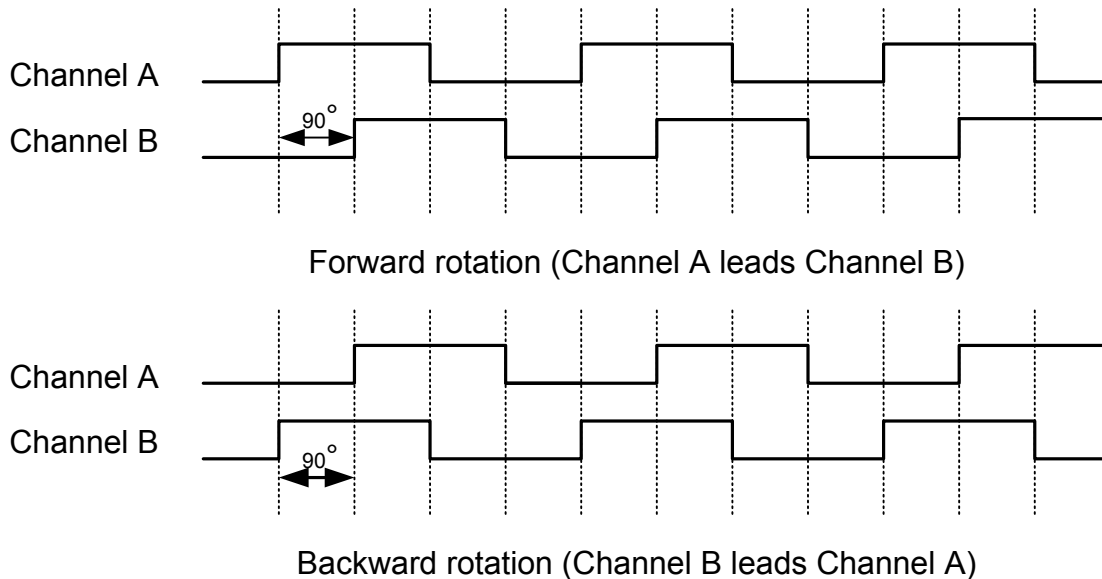 Channel A
90°
Channel B
Forward rotation (Channel A leads Channel B)
Channel A
Channel B
90°
Backward rotation (Channel B leads Channel A)